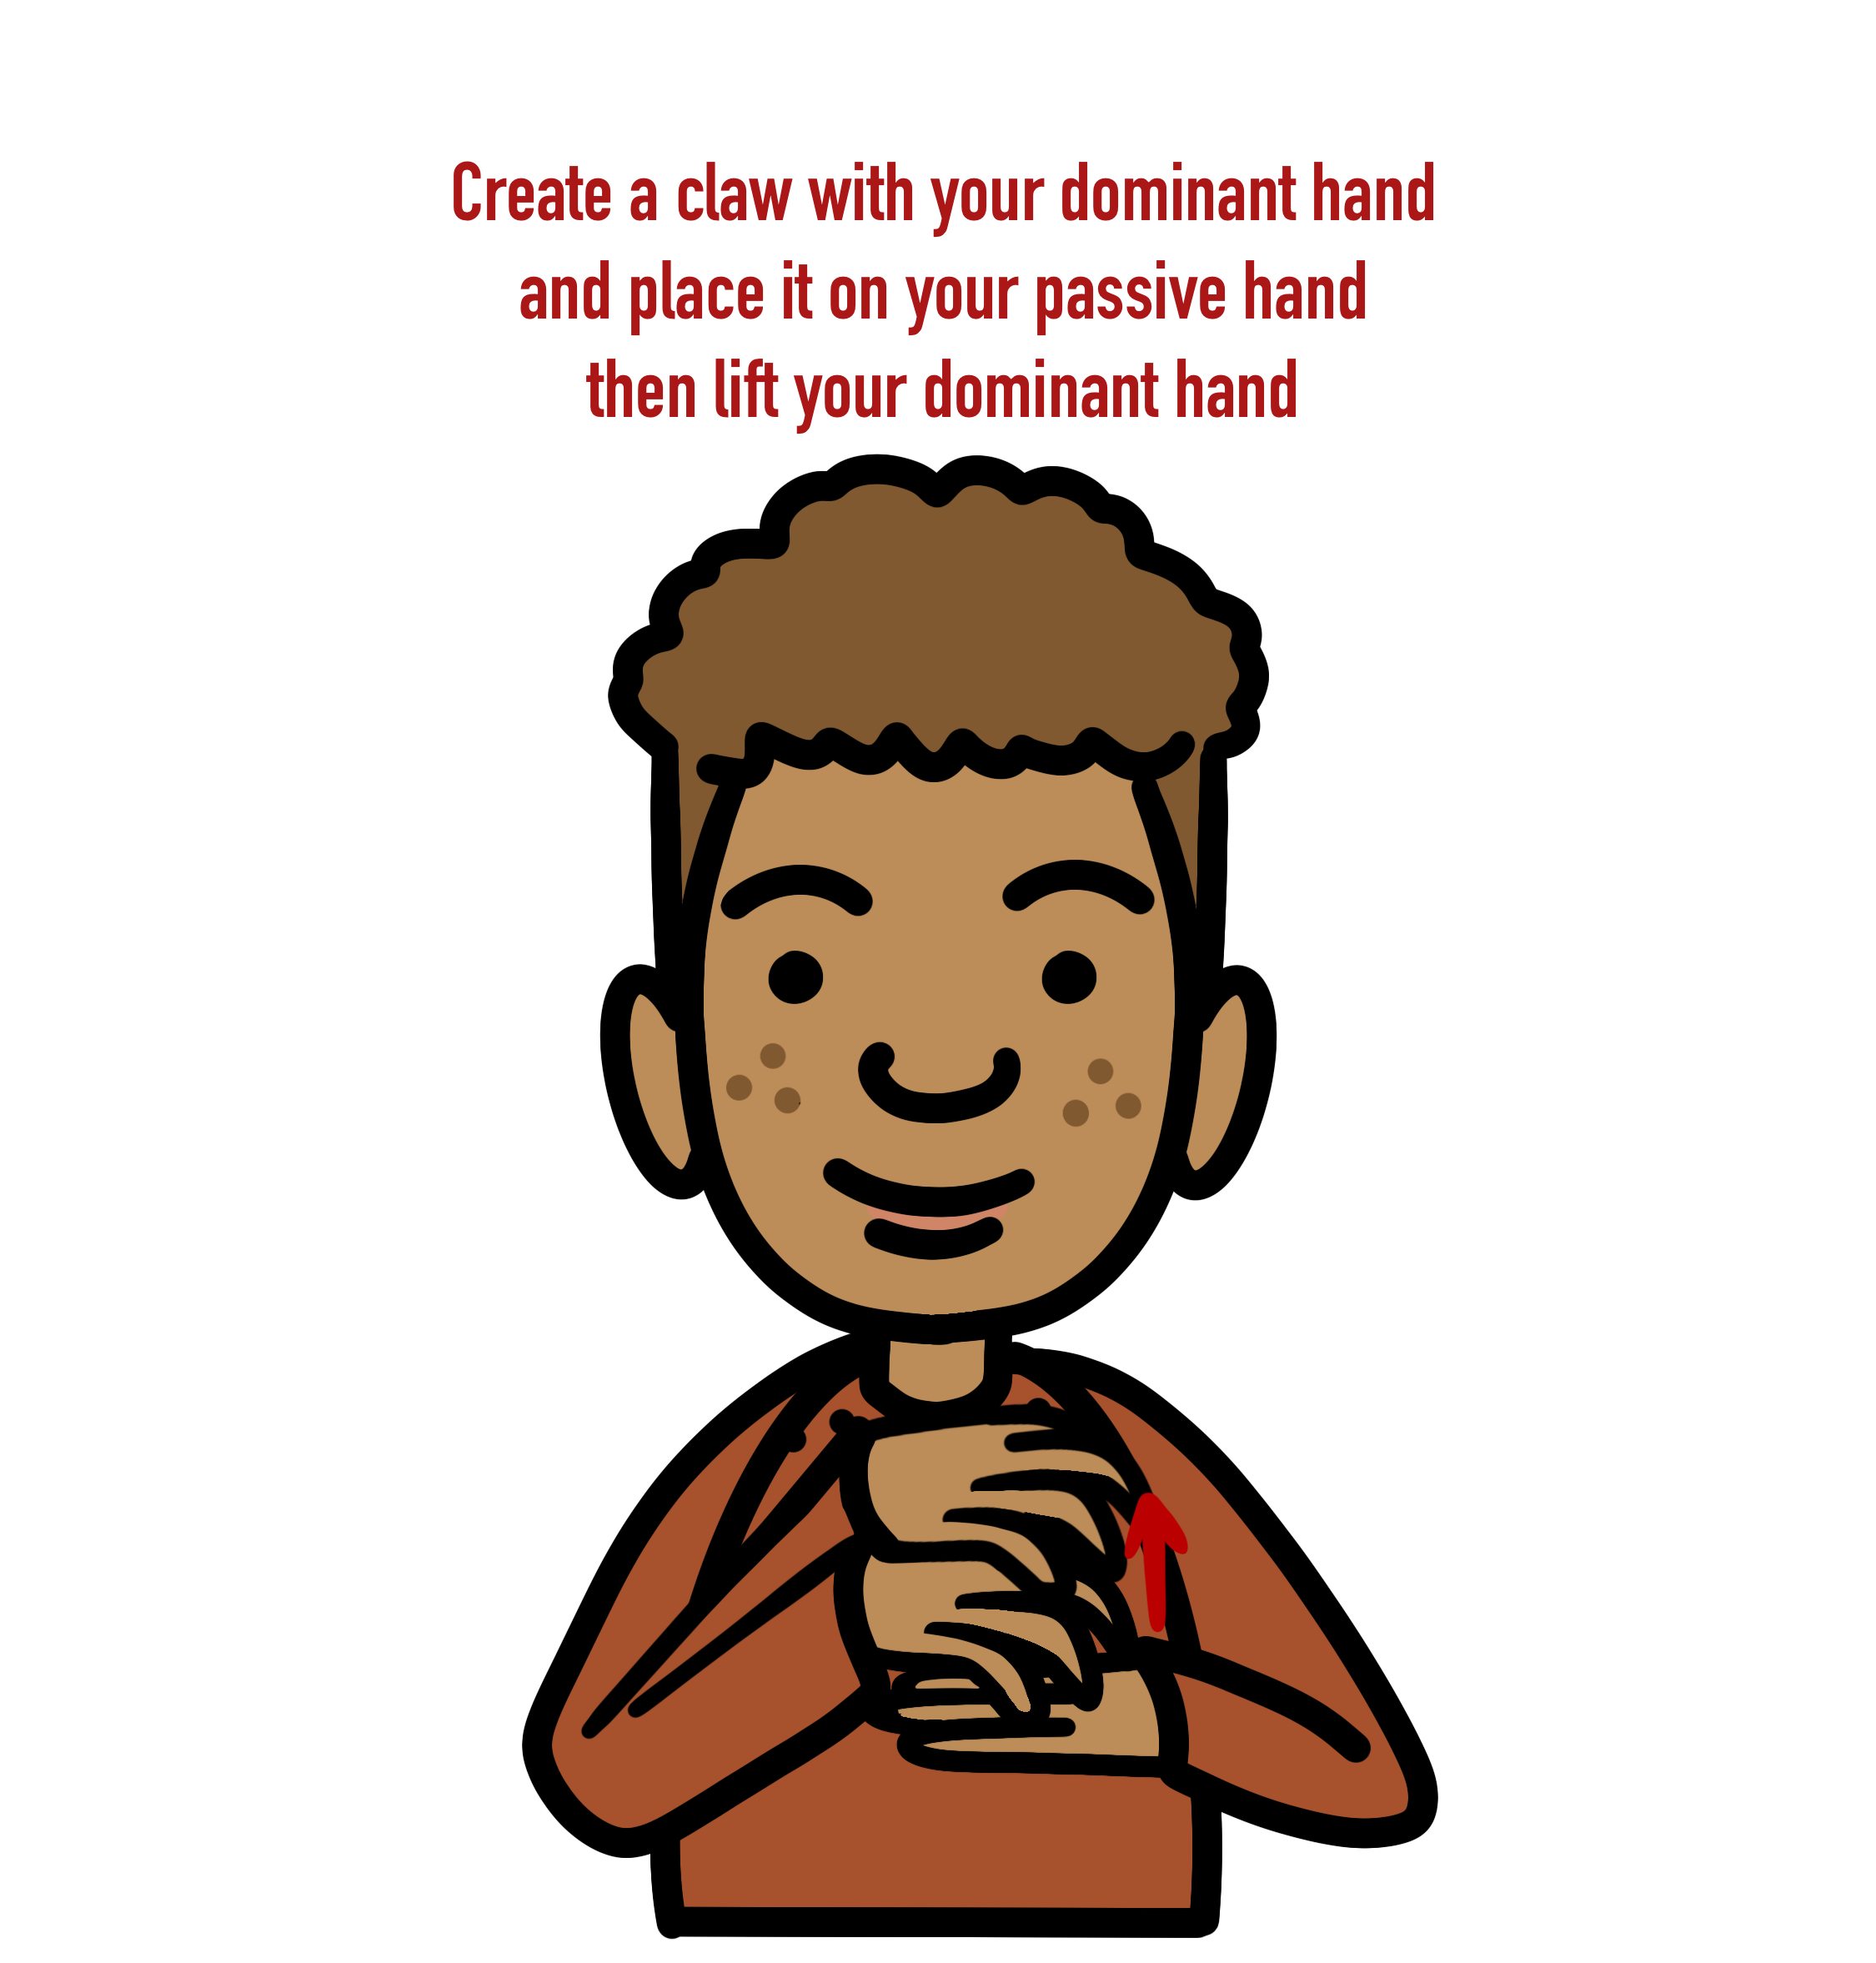 Create a claw with your dominant hand
and place it on your passive hand
then lift your dominant hand